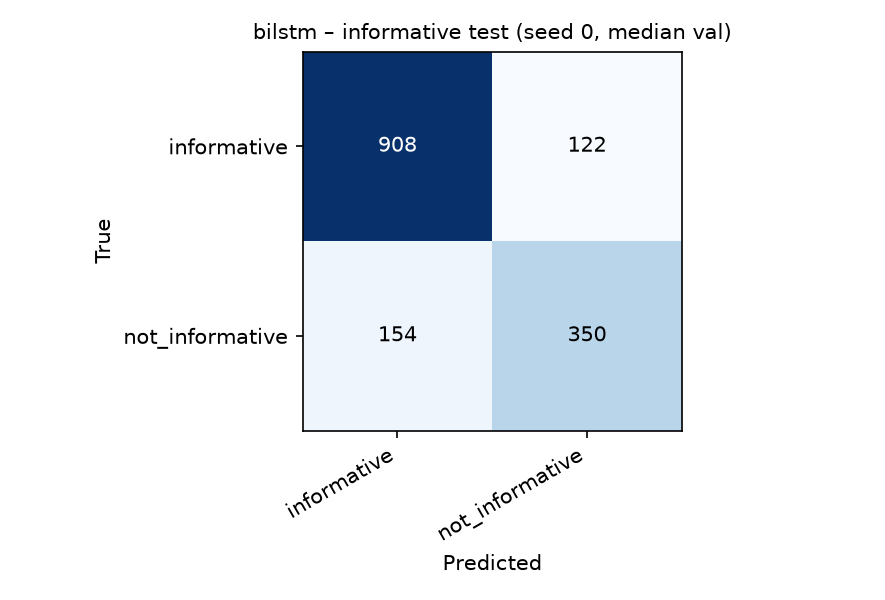 bilstm – informative test (seed 0, median val)
informative
908
122
True
not_informative
154
350
informative
not_informative
Predicted